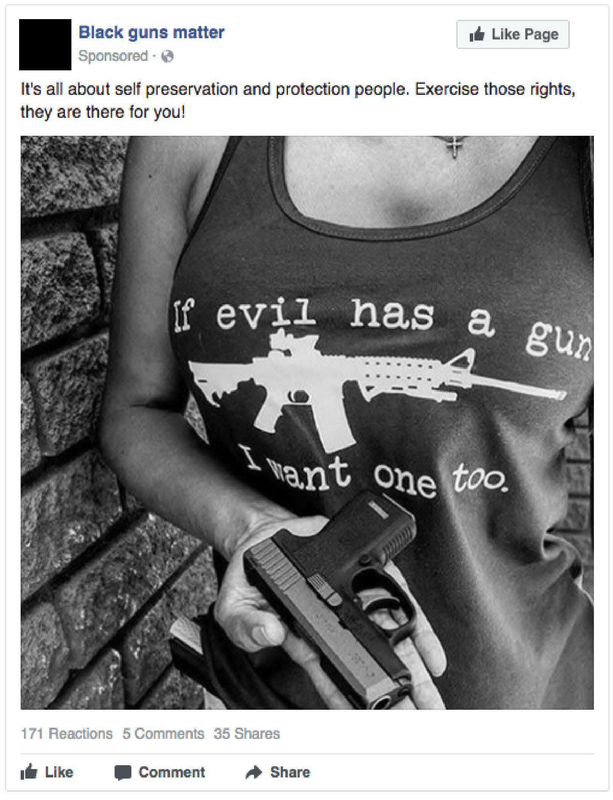 Black guns matter
Like Page
Sponsored ·
It's all about self preservation and protection people. Exercise those rights,
they are there for you!
If evil has a gun
I want one too.
171 Reactions 5 Comments 35 Shares
Like Comment Share